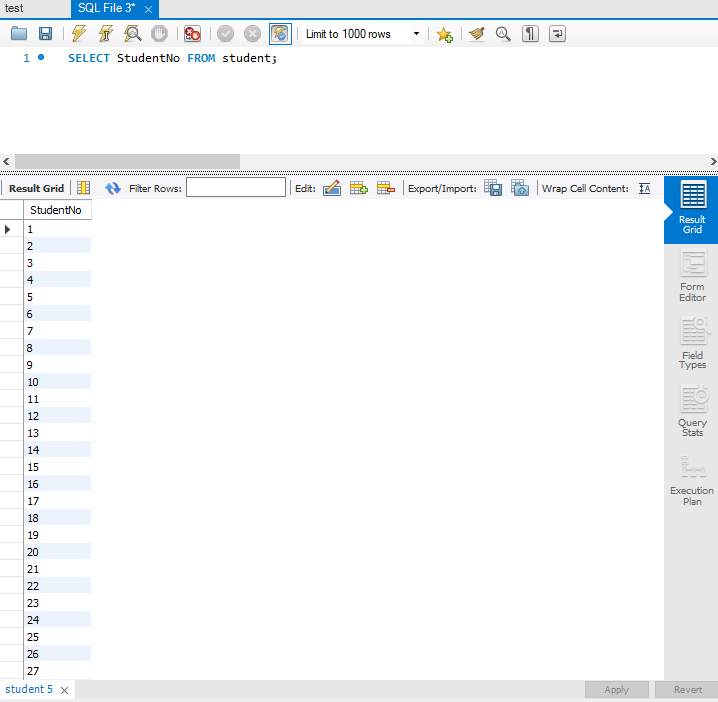 test
SQL File 3*
Limit to 1000 rows
1 SELECT StudentNo FROM student;
Result Grid Filter Rows: Edit: Export/Import: Wrap Cell Content:
StudentNo
1
2
3
4
5
6
7
8
9
10
11
12
13
14
15
16
17
18
19
20
21
22
23
24
25
26
27
Result
Grid
Form
Editor
Field
Types
Query
Stats
Execution
Plan
student 5
Apply Revert